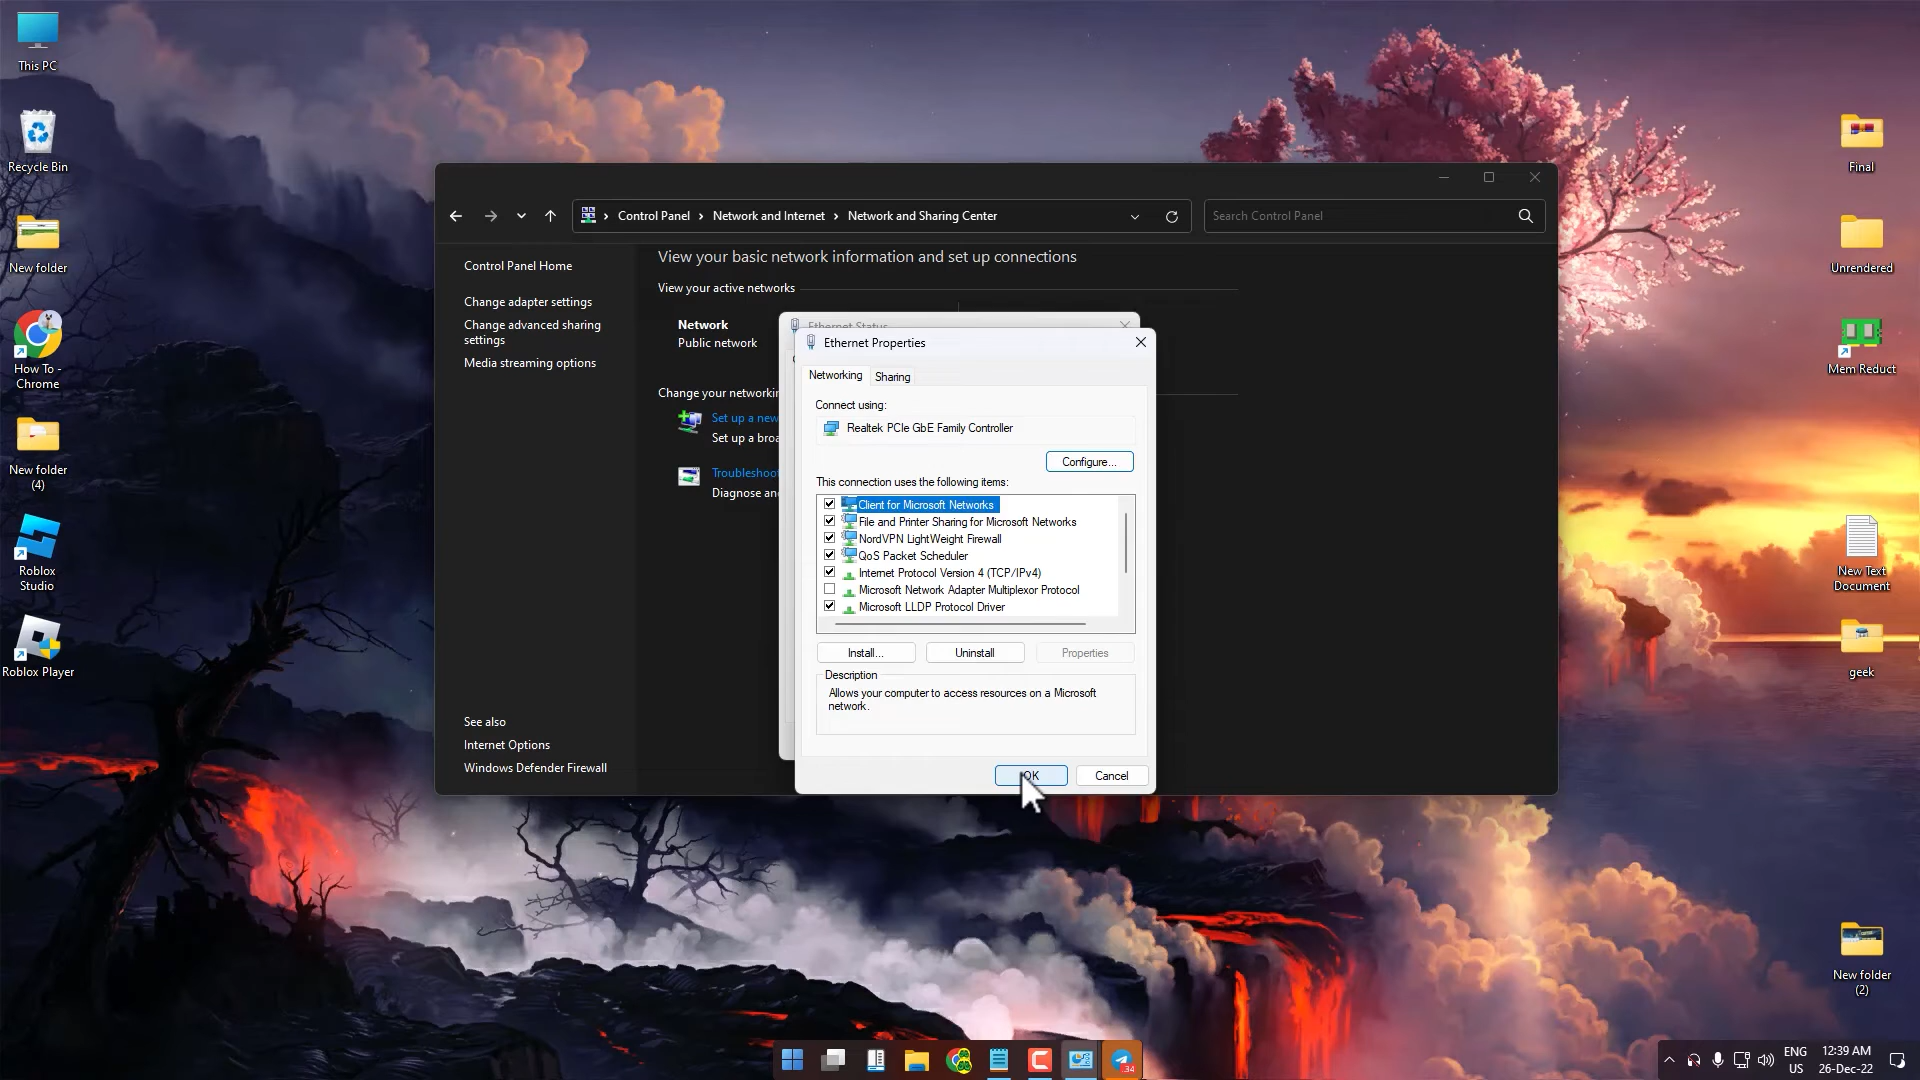 This PC
Recycle Bin
New folder
How To -
Chrome
New folder
(4)
Roblox
Studio
Roblox Player
Control Panel
Network and Internet
Network and Sharing Center
Search Control Panel
Control Panel Home
Change adapter settings
Change advanced sharing
settings
Media streaming options
See also
Internet Options
Windows Defender Firewall
View your basic network information and set up connections
View your active networks
Network
Public network
Change your networkin
Set up a new
Set up a broa
Troubleshoot
Diagnose and
Ethernet Status
Ethernet Properties
Networking
Sharing
Connect using:
Realtek PCIe GbE Family Controller
Configure...
This connection uses the following items:
Client for Microsoft Networks
File and Printer Sharing for Microsoft Networks
NordVPN LightWeight Firewall
QoS Packet Scheduler
Internet Protocol Version 4 (TCP/IPv4)
Microsoft Network Adapter Multiplexor Protocol
Microsoft LLDP Protocol Driver
Install...
Uninstall
Properties
Description
Allows your computer to access resources on a Microsoft
network.
OK
Cancel
Final
Unrendered
Mem Reduct
New Text
Document
geek
New folder
(2)
34
ENG
US
12:39 AM
26-Dec-22